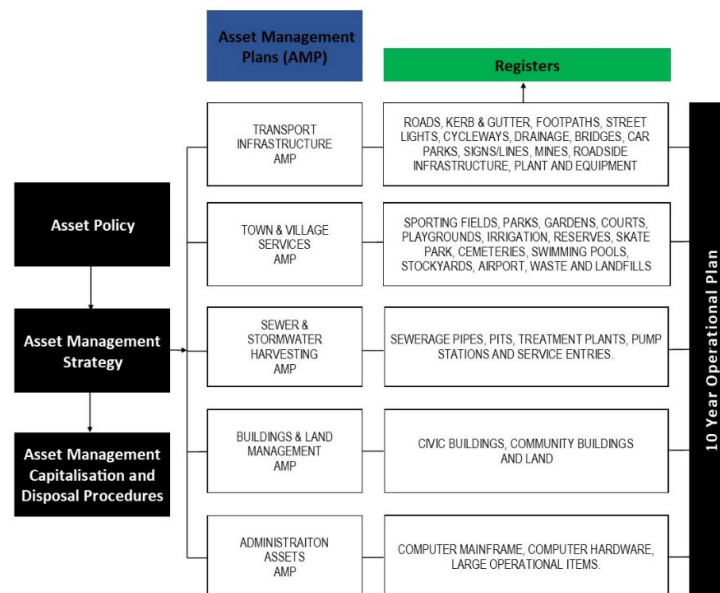 Asset Management
Plans (AMP)
Registers
Asset Policy
Asset Management
Strategy
Asset Management
Capitalisation and
Disposal Procedures
TRANSPORT
INFRASTRUCTURE
AMP
ROADS, KERB & GUTTER, FOOTPATHS, STREET
LIGHTS, CYCLEWAYS, DRAINAGE, BRIDGES, CAR
PARKS, SIGNS/LINES, MINES, ROADSIDE
INFRASTRUCTURE, PLANT AND EQUIPMENT
TOWN & VILLAGE
SERVICES
AMP
SPORTING FIELDS, PARKS, GARDENS, COURTS,
PLAYGROUNDS, IRRIGATION, RESERVES, SKATE
PARK, CEMETERIES, SWIMMING POOLS,
STOCKYARDS, AIRPORT, WASTE AND LANDFILLS
SEWER &
STORMWATER
HARVESTING
AMP
SEWERAGE PIPES, PITS, TREATMENT PLANTS, PUMP
STATIONS AND SERVICE ENTRIES.
BUILDINGS & LAND
MANAGEMENT
AMP
CIVIC BUILDINGS, COMMUNITY BUILDINGS
AND LAND
ADMINISTRAITON
ASSETS
AMP
COMPUTER MAINFRAME, COMPUTER HARDWARE,
LARGE OPERATIONAL ITEMS.
10 Year Operational Plan